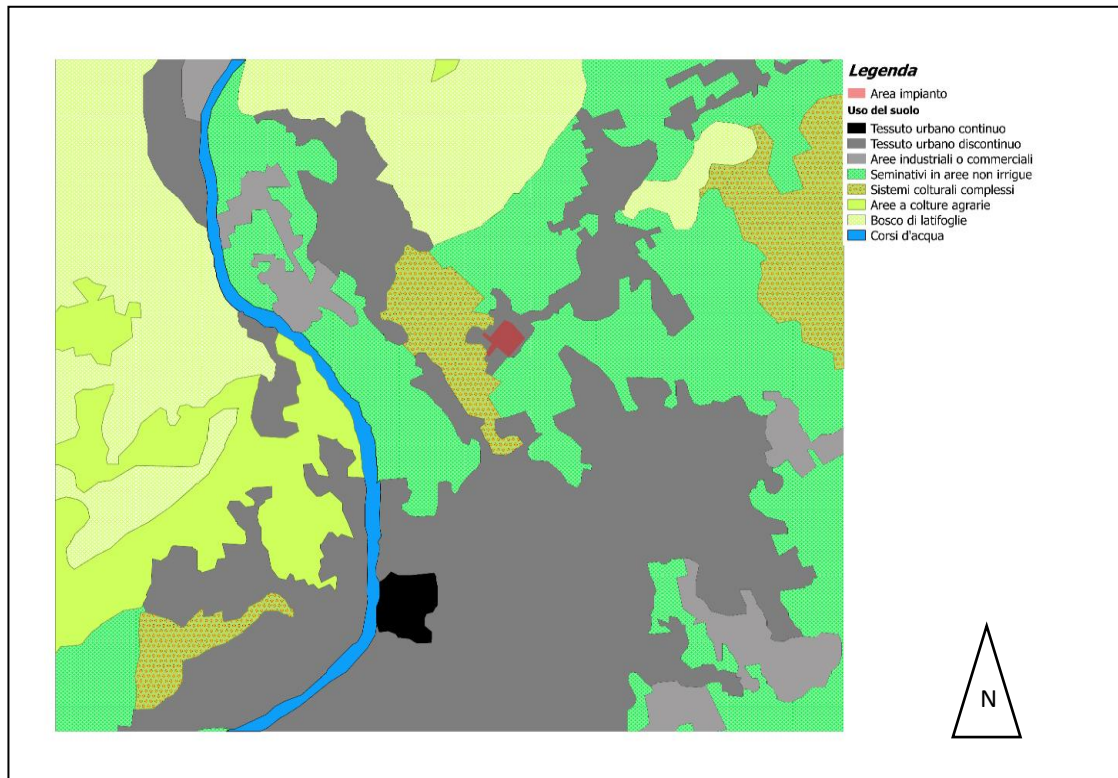 Legenda
Area impianto
Uso del suolo
Tessuto urbano continuo
Tessuto urbano discontinuo
Aree industriali o commerciali
Seminativi in aree non irrigue
Sistemi colturali complessi
Aree a colture agrarie
Bosco di latifoglie
Corsi d'acqua
N